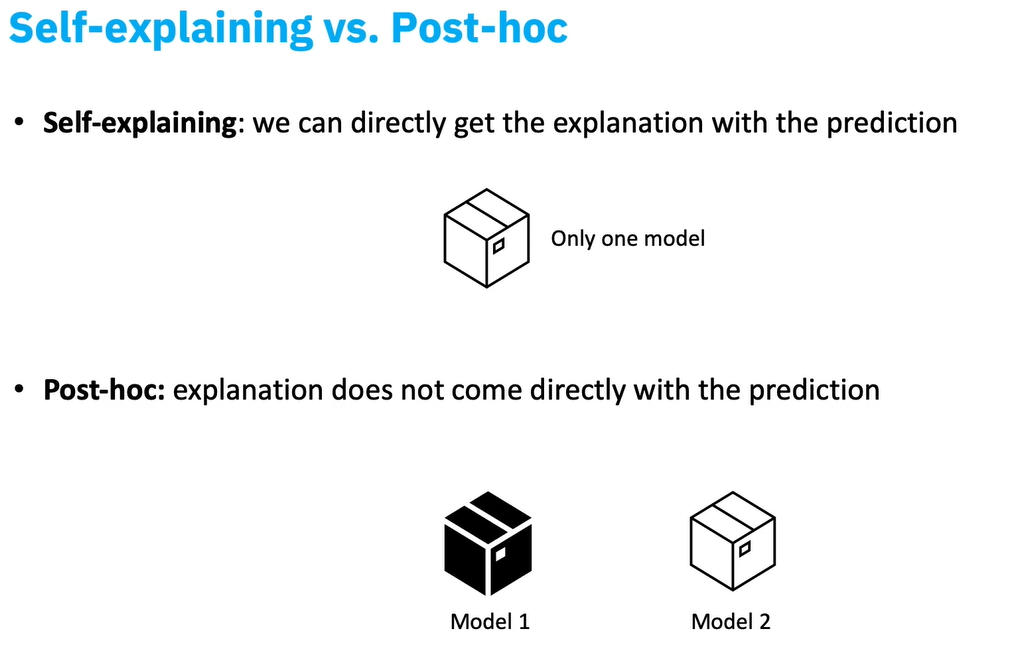 Self-explaining vs. Post-hoc
• Self-explaining: we can directly get the explanation with the prediction
Only one model
• Post-hoc: explanation does not come directly with the prediction
Model 1
Model 2